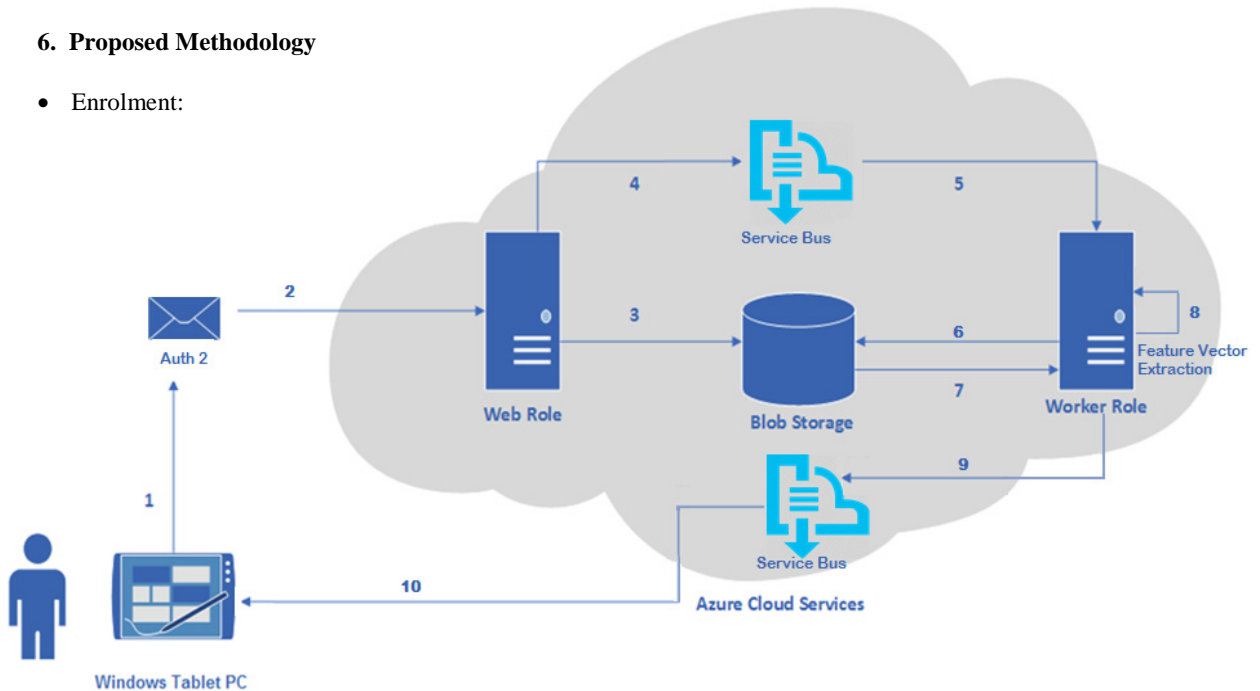 6. Proposed Methodology
• Enrolment:
4
5
Service Bus
2
3
6
8
Auth 2
Feature Vector
Extraction
7
Web Role
Blob Storage
Worker Role
9
1
Service Bus
10
Azure Cloud Services
Windows Tablet PC